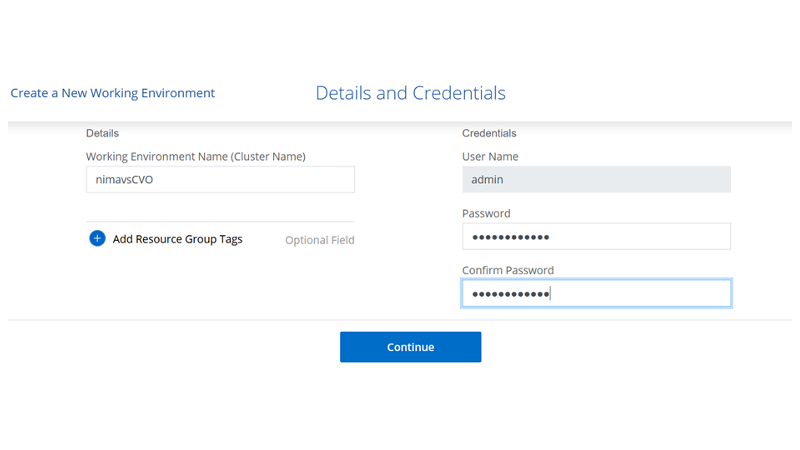 Create a New Working Environment
Details and Credentials
Details
Working Environment Name (Cluster Name)
nimavsCVO
Add Resource Group Tags
Optional Field
Credentials
User Name
admin
Password
••••••••••••
Confirm Password
••••••••••••
Continue